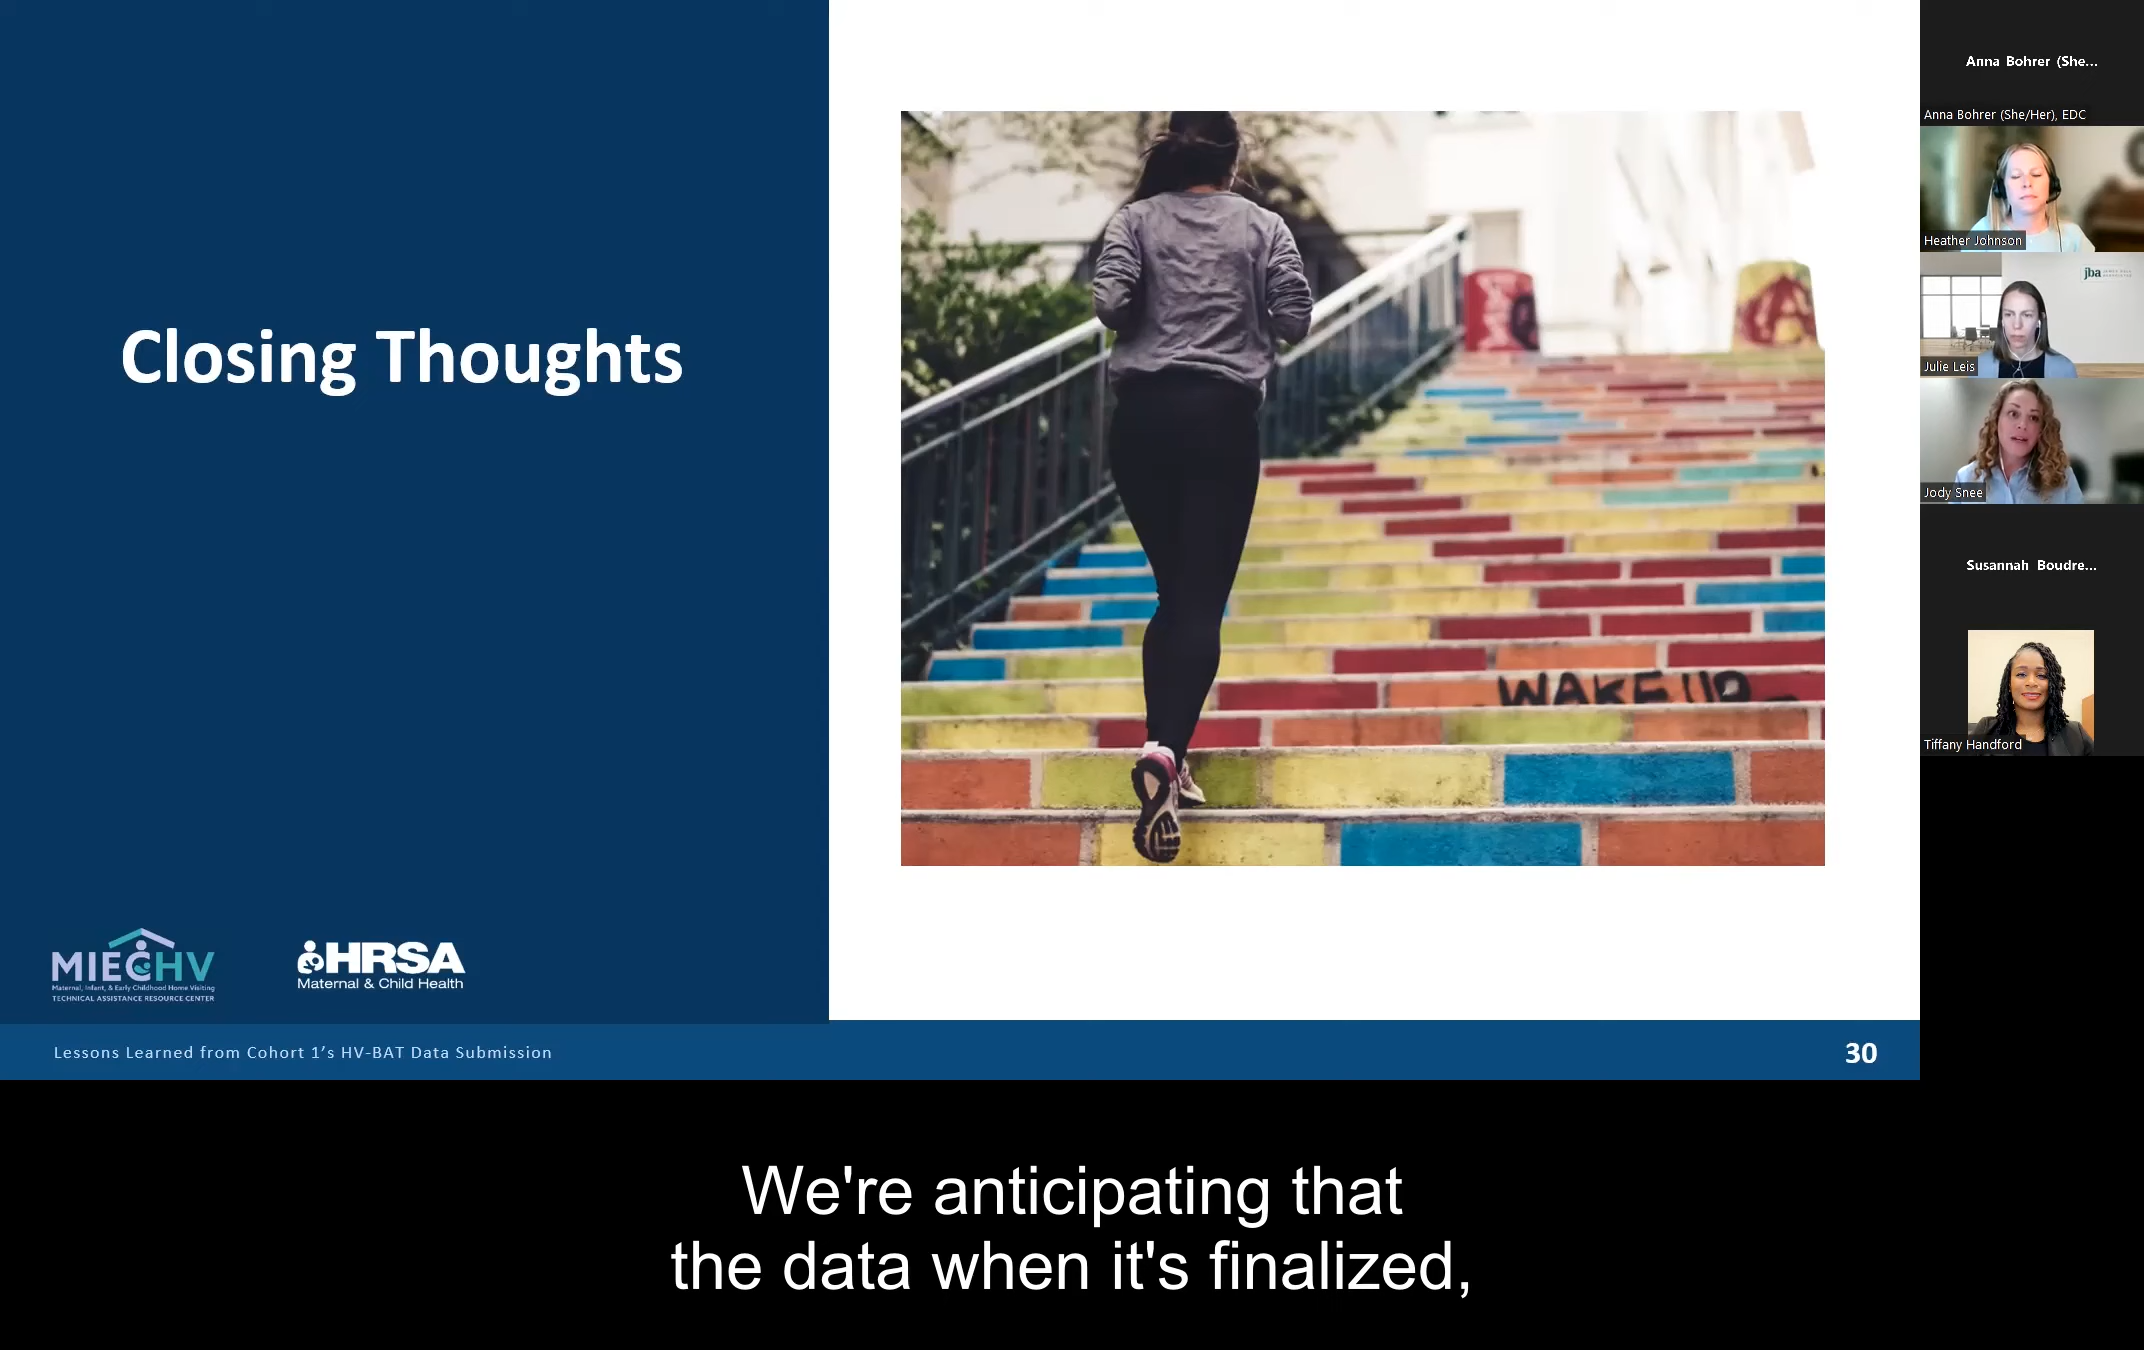 Closing Thoughts
WAKE UP
MIECHV
Maternal, Infant, & Early Childhood Home Visiting
TECHNICAL ASSISTANCE RESOURCE CENTER
HRSA
Maternal & Child Health
Lessons Learned from Cohort 1's HV-BAT Data Submission
30
Anna Bohrer (She...
Anna Bohrer (She/Her), EDC
Heather Johnson
jba
Julie Leis
Jody Snee
Susannah Boudre...
Tiffany Handford
We're anticipating that
the data when it's finalized,